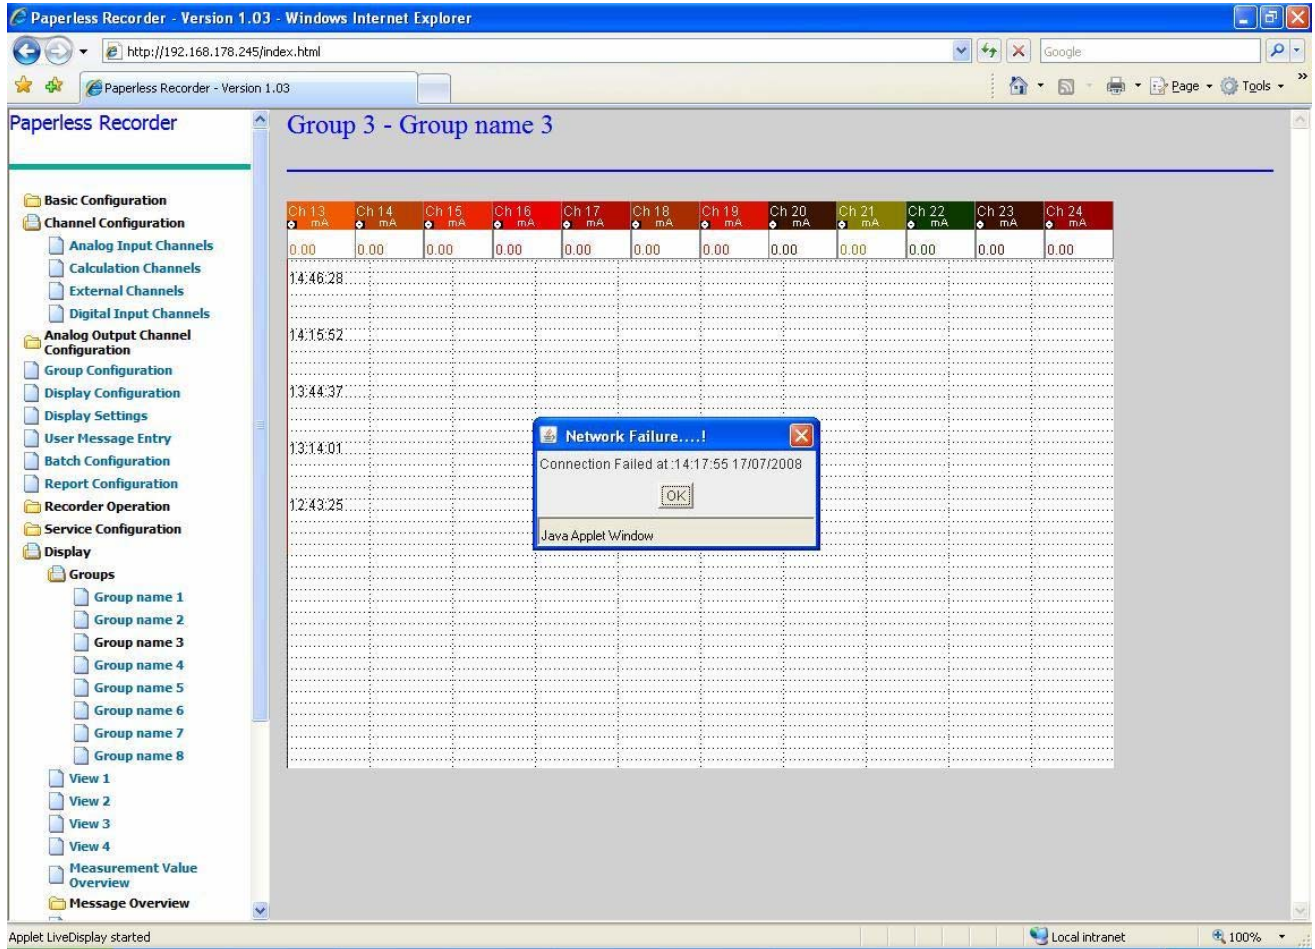 Paperless Recorder - Version 1.03 - Windows Internet Explorer
http://192.168.178.245/index.html
Google
Paperless Recorder - Version 1.03
Page
Tools
»
Paperless Recorder
Basic Configuration
Channel Configuration
Analog Input Channels
Calculation Channels
External Channels
Digital Input Channels
Analog Output Channel
Configuration
Group Configuration
Display Configuration
Display Settings
User Message Entry
Batch Configuration
Report Configuration
Recorder Operation
Service Configuration
Display
Groups
Group name 1
Group name 2
Group name 3
Group name 4
Group name 5
Group name 6
Group name 7
Group name 8
View 1
View 2
View 3
View 4
Measurement Value
Overview
Message Overview
Group 3 - Group name 3
Ch 13 Ch 14 Ch 15 Ch 16 Ch 17 Ch 18 Ch 19 Ch 20 Ch 21 Ch 22 Ch 23 Ch 24
mA mA mA mA mA mA mA mA mA mA mA mA
0.00 0.00 0.00 0.00 0.00 0.00 0.00 0.00 0.00 0.00 0.00 0.00
14:46:28
14:15:52
13:44:37
13:14:01
12:43:25
Network Failure....!
Connection Failed at :14:17:55 17/07/2008
OK
Java Applet Window
Applet LiveDisplay started
Local intranet
100%